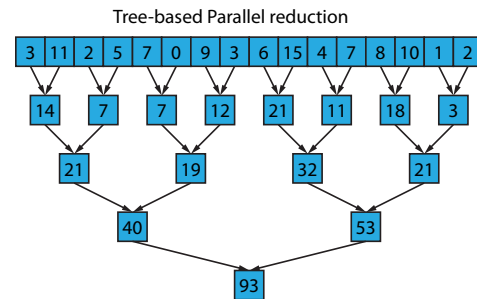 Tree-based Parallel reduction
3 11 2 5 7 0 9 3 6 15 4 7 8 10 1 2
14 7 7 12 21 11 18 3
21 19 32 21
40 53
93